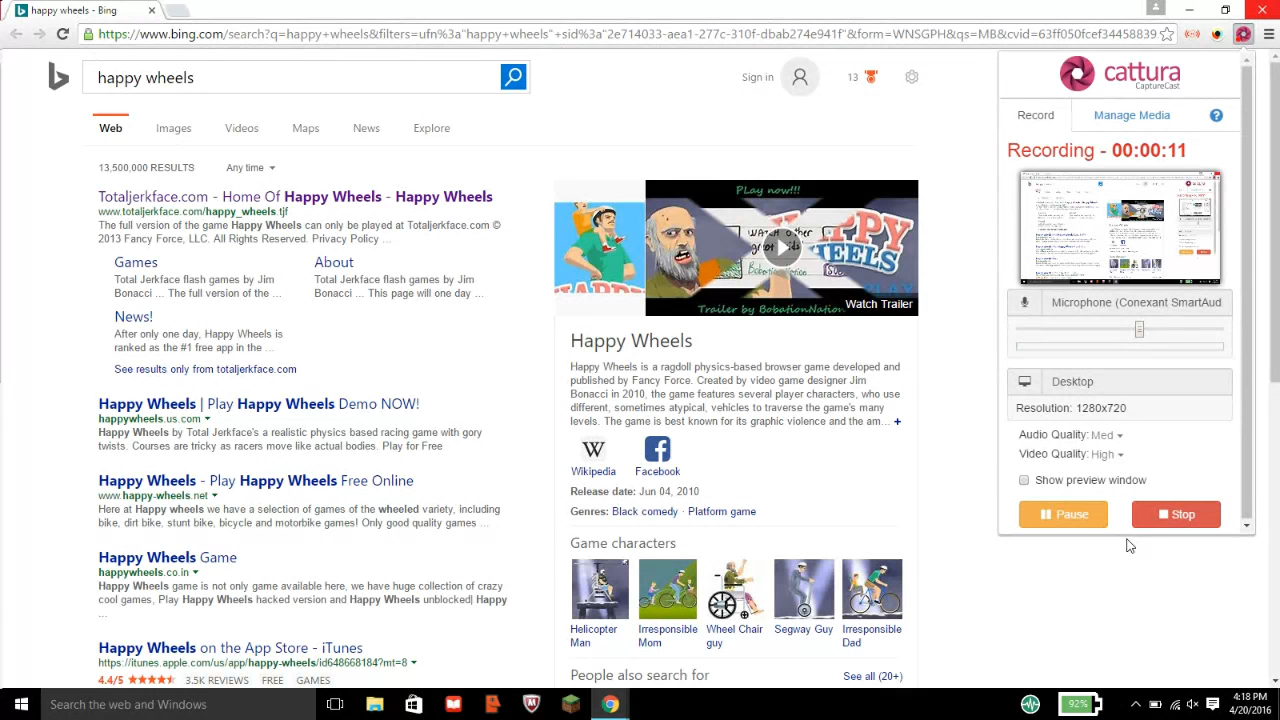 happy wheels - Bing
https://www.bing.com/search?q=happy+wheels&filters=ufn%3a"happy+wheels"+sid%3a"2e714033-aea1-277c-310f-dbab274e947f"&form=WNSGPH&qs=MB&cvid=63ff050fcef34458839
happy wheels
Sign in
13
Web Images Videos Maps News Explore
13,500,000 RESULTS Any time
Totaljerkface.com - Home Of Happy Wheels - Happy Wheels
www.totaljerkface.com/happy_wheels.tjf
The full version of the game Happy Wheels can only be played at Totaljerkface.com ©
2013 Fancy Force, LLC. All Rights Reserved. Privacy Policy ...
Games
Total Jerkface flash games by Jim
Bonacci ... The full version of the ...
About
Total Jerkface flash games by Jim
Bonacci ... This page will one day ...
News!
After only one day, Happy Wheels is
ranked as the #1 free app in the ...
See results only from totaljerkface.com
Happy Wheels | Play Happy Wheels Demo NOW!
happywheels.us.com
Happy Wheels by Total Jerkface's a realistic physics based racing game with gory
twists. Courses are tricky as racers move like actual bodies. Play for Free
Happy Wheels - Play Happy Wheels Free Online
www.happy-wheels.net
Here at Happy Wheels we have a selection of games of the wheeled variety, including
bike, dirt bike, stunt bike, bicycle and motorbike games! Only good quality games ...
Happy Wheels Game
happywheels.co.in
Happy Wheels game is not only game available here, we have huge collection of crazy
cool games, Play Happy Wheels hacked version and Happy Wheels unblocked| Happy
...
Happy Wheels on the App Store - iTunes
https://itunes.apple.com/us/app/happy-wheels/id648668184?mt=8
4.4/5 3.5K REVIEWS FREE GAMES
PLay now!!!
WATCH other
HAPPY
WHEELS
BobationNation
PLAY
Watch Trailer
Trailer by BobationNation
Happy Wheels
Happy Wheels is a ragdoll physics-based browser game developed and
published by Fancy Force. Created by video game designer Jim
Bonacci in 2010, the game features several player characters, who use
different, sometimes atypical, vehicles to traverse the game's many
levels. The game is best known for its graphic violence and the am... +
Wikipedia Facebook
Release date: Jun 04, 2010
Genres: Black comedy · Platform game
Game characters
Helicopter
Man
Irresponsible
Mom
Wheel Chair
guy
Segway Guy
Irresponsible
Dad
People also search for See all (20+)
cattura
CaptureCast
Record Manage Media ?
Recording - 00:00:11
Microphone (Conexant SmartAud
Desktop
Resolution: 1280x720
Audio Quality: Med
Video Quality: High
Show preview window
Pause Stop
Search the web and Windows
92%
4:18 PM
4/20/2016